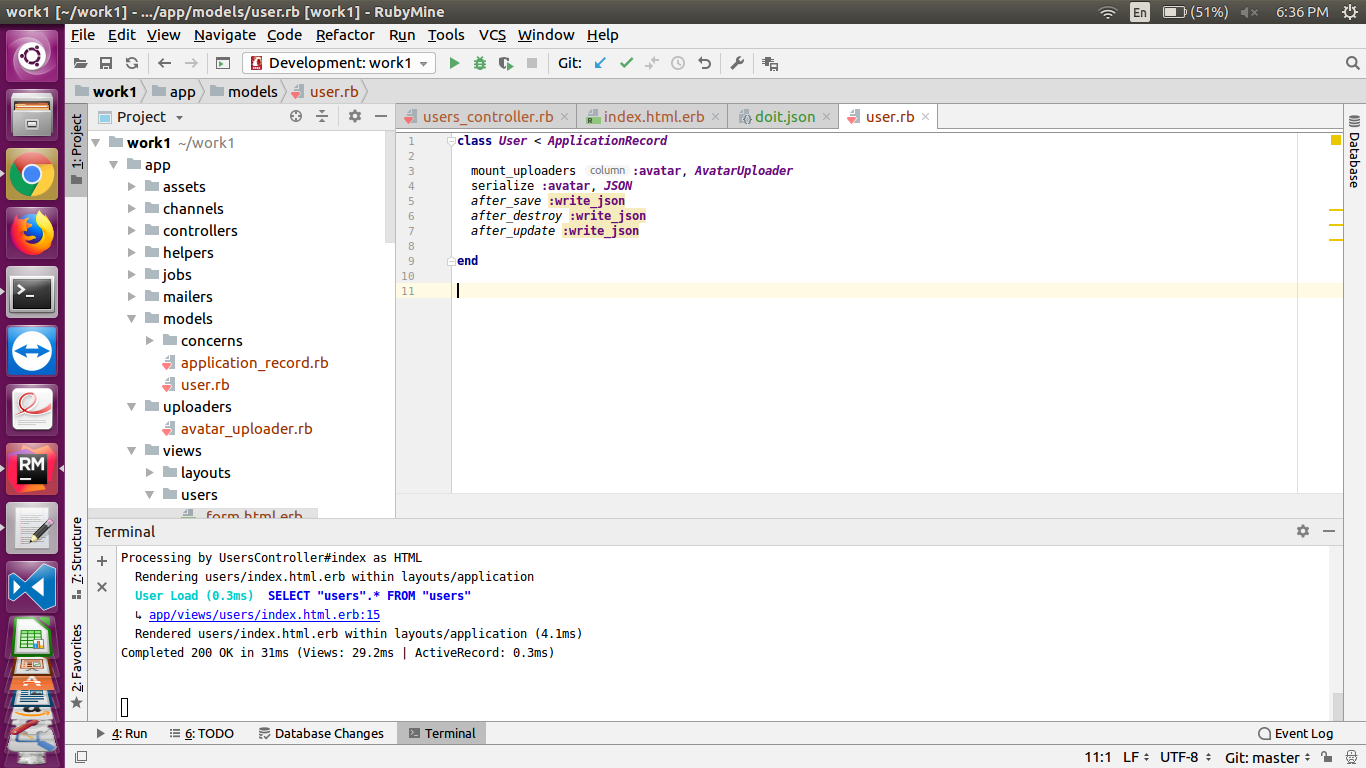 work1 [~/work1] - .../app/models/user.rb [work1] - RubyMine
En
(51%)
6:36 PM
File Edit View Navigate Code Refactor Run Tools VCS Window Help
Development: work1
Git:
work1 app models user.rb
1: Project
Project
users_controller.rb
index.html.erb
doit.json
user.rb
Database
work1 ~/work1
app
assets
channels
controllers
helpers
jobs
mailers
models
concerns
application_record.rb
user.rb
uploaders
avatar_uploader.rb
views
layouts
users
_form.html.erb
1 class User < ApplicationRecord
2
3 mount_uploaders column :avatar, AvatarUploader
4 serialize :avatar, JSON
5 after_save :write_json
6 after_destroy :write_json
7 after_update :write_json
8
9 end
10
11
RM
7: Structure
2: Favorites
Terminal
Processing by UsersController#index as HTML
Rendering users/index.html.erb within layouts/application
User Load (0.3ms) SELECT "users".* FROM "users"
↳ app/views/users/index.html.erb:15
Rendered users/index.html.erb within layouts/application (4.1ms)
Completed 200 OK in 31ms (Views: 29.2ms | ActiveRecord: 0.3ms)
4: Run
6: TODO
Database Changes
Terminal
Event Log
11:1 LF UTF-8 Git: master